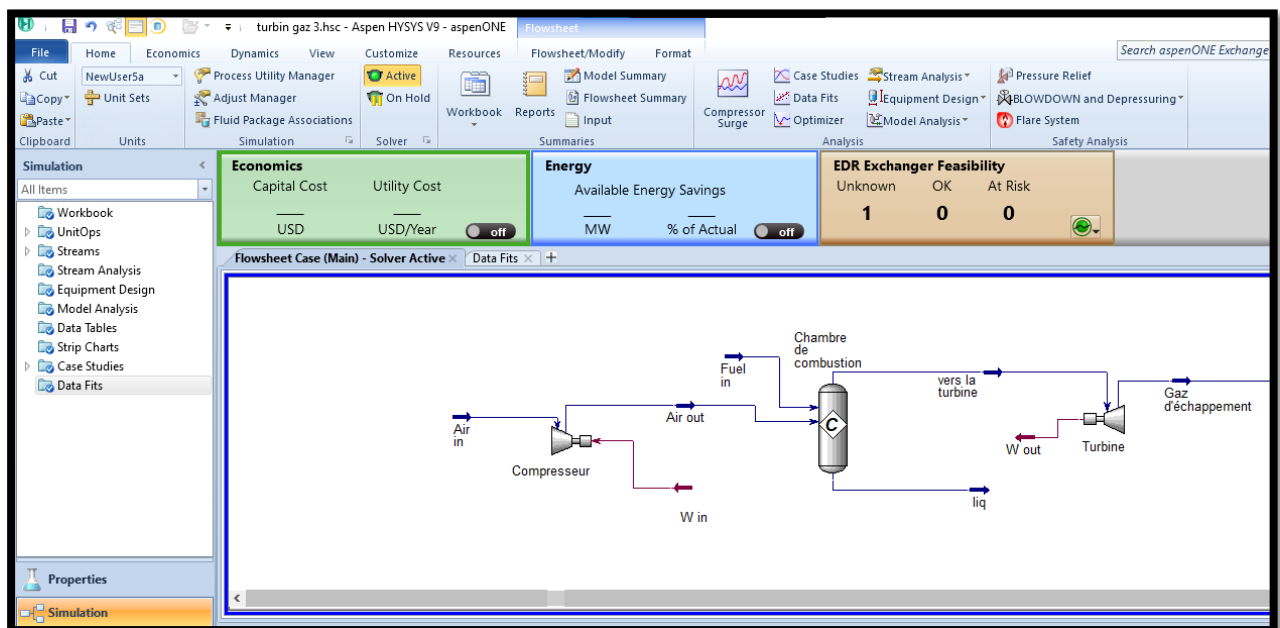 turbin gaz 3.hsc - Aspen HYSYS V9 - aspenONE
Flowsheet
File Home Economics Dynamics View Customize Resources Flowsheet/Modify Format Search aspenONE Exchange
Cut NewUser5a Process Utility Manager Active Model Summary Case Studies Stream Analysis Pressure Relief
Copy Unit Sets Adjust Manager On Hold Workbook Reports Flowsheet Summary Compressor Surge Data Fits Equipment Design BLOWDOWN and Depressuring
Paste Fluid Package Associations Input Optimizer Model Analysis Flare System
Clipboard Units Simulation Solver Summaries Analysis Safety Analysis
Simulation
All Items
Workbook
UnitOps
Streams
Stream Analysis
Equipment Design
Model Analysis
Data Tables
Strip Charts
Case Studies
Data Fits
Properties
Simulation
Economics
Capital Cost Utility Cost
USD USD/Year off
Energy
Available Energy Savings
MW % of Actual off
EDR Exchanger Feasibility
Unknown OK At Risk
1 0 0
Flowsheet Case (Main) - Solver Active Data Fits +
Chambre
de
combustion
Fuel
in
vers la
turbine
Gaz
d'échappement
Air
in
Air out
C
W out
Turbine
Compresseur
liq
W in